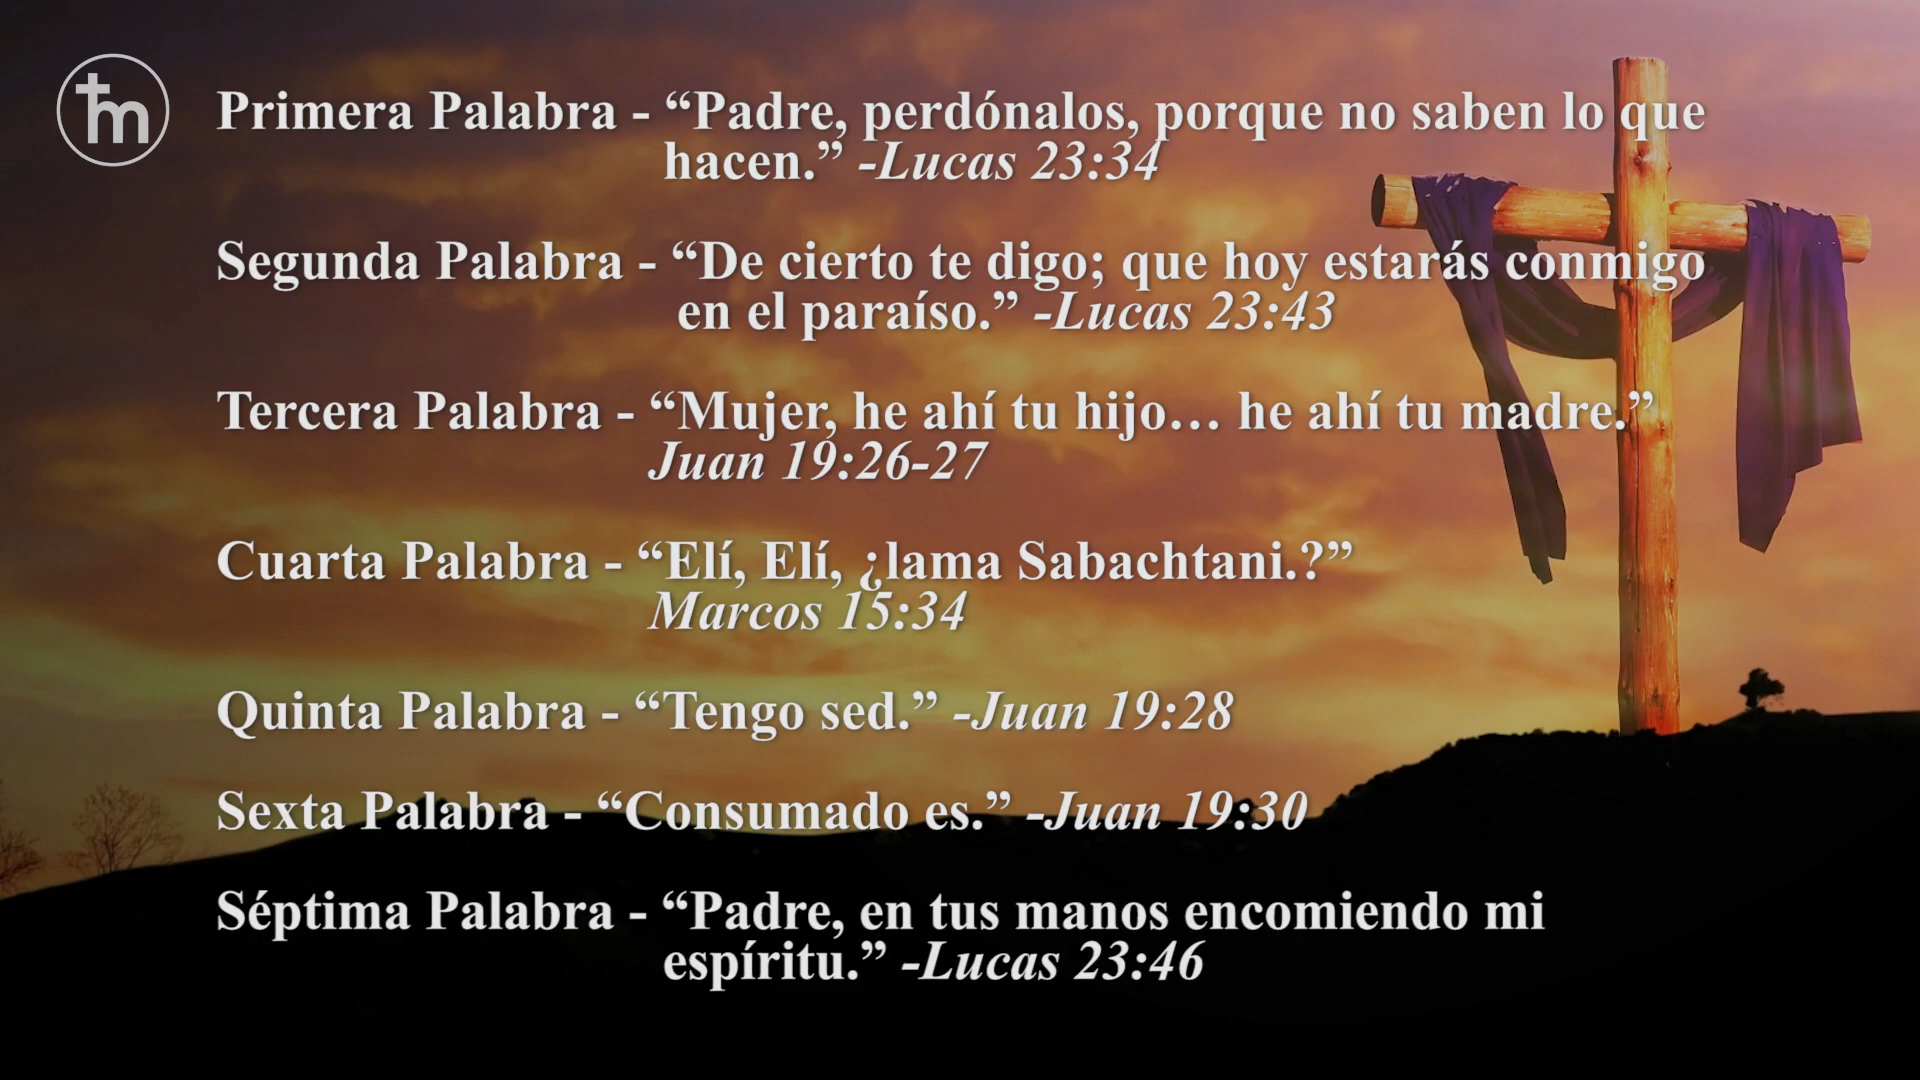 tm
Primera Palabra - “Padre, perdónalos, porque no saben lo que
hacen.” -Lucas 23:34
Segunda Palabra - “De cierto te digo; que hoy estarás conmigo
en el paraíso.” -Lucas 23:43
Tercera Palabra - “Mujer, he ahí tu hijo… he ahí tu madre.”
Juan 19:26-27
Cuarta Palabra - “Elí, Elí, ¿lama Sabachtani.?”
Marcos 15:34
Quinta Palabra - “Tengo sed.” -Juan 19:28
Sexta Palabra - “Consumado es.” -Juan 19:30
Séptima Palabra - “Padre, en tus manos encomiendo mi
espíritu.” -Lucas 23:46